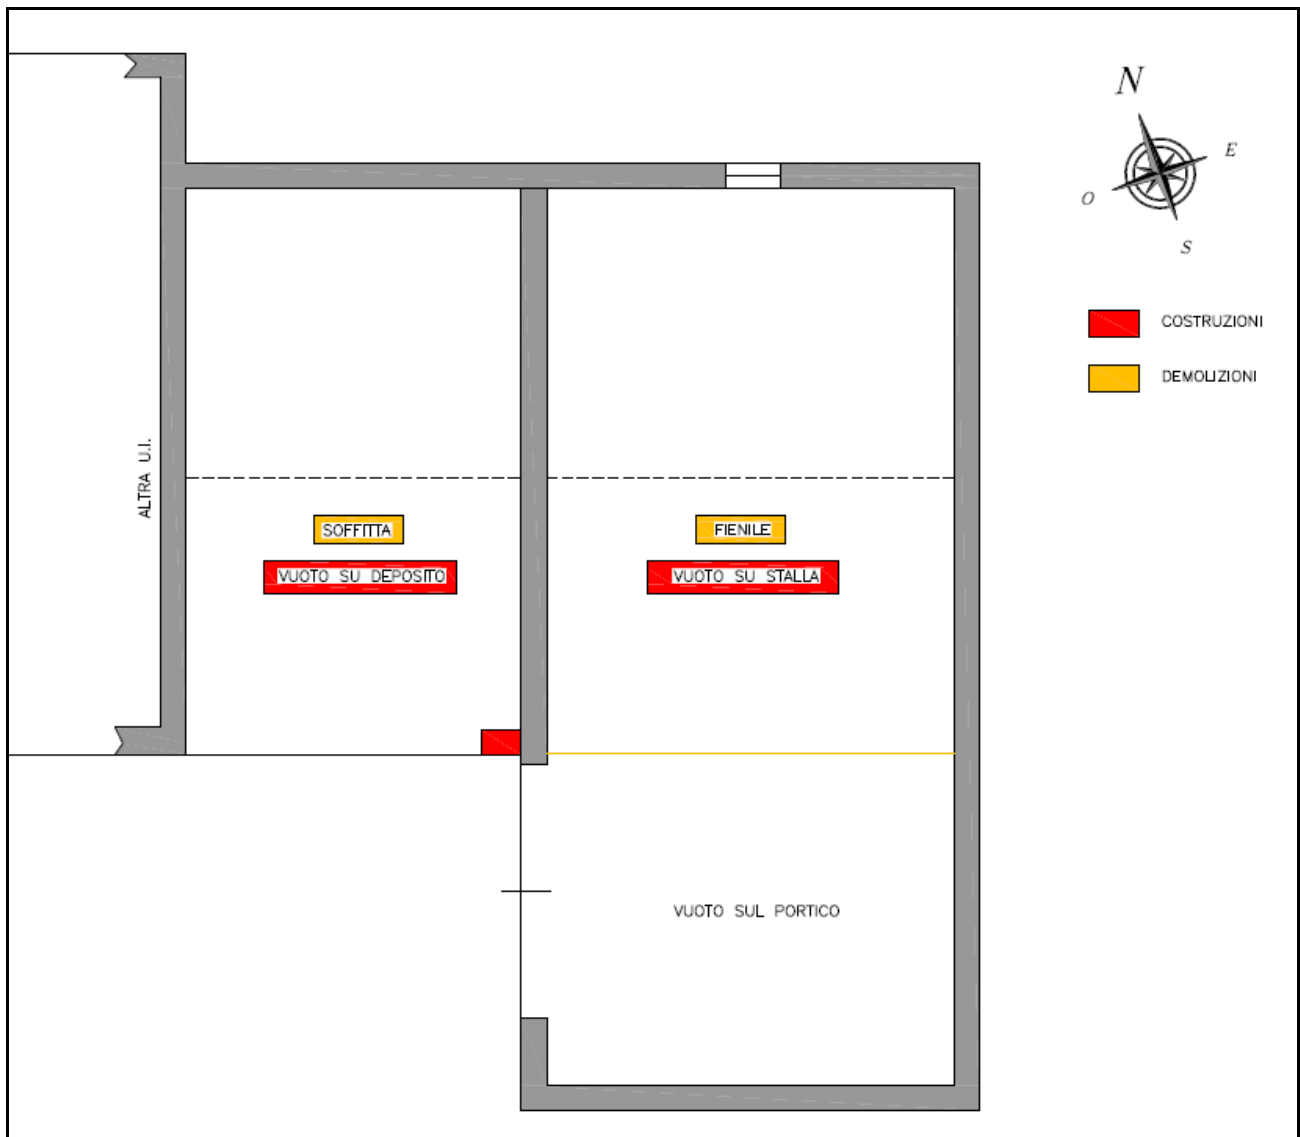 N
E
O
S
COSTRUZIONI
DEMOLIZIONI
ALTRA U.I.
SOFFITTA
FIENILE
VUOTO SU DEPOSITO
VUOTO SU STALLA
VUOTO SUL PORTICO